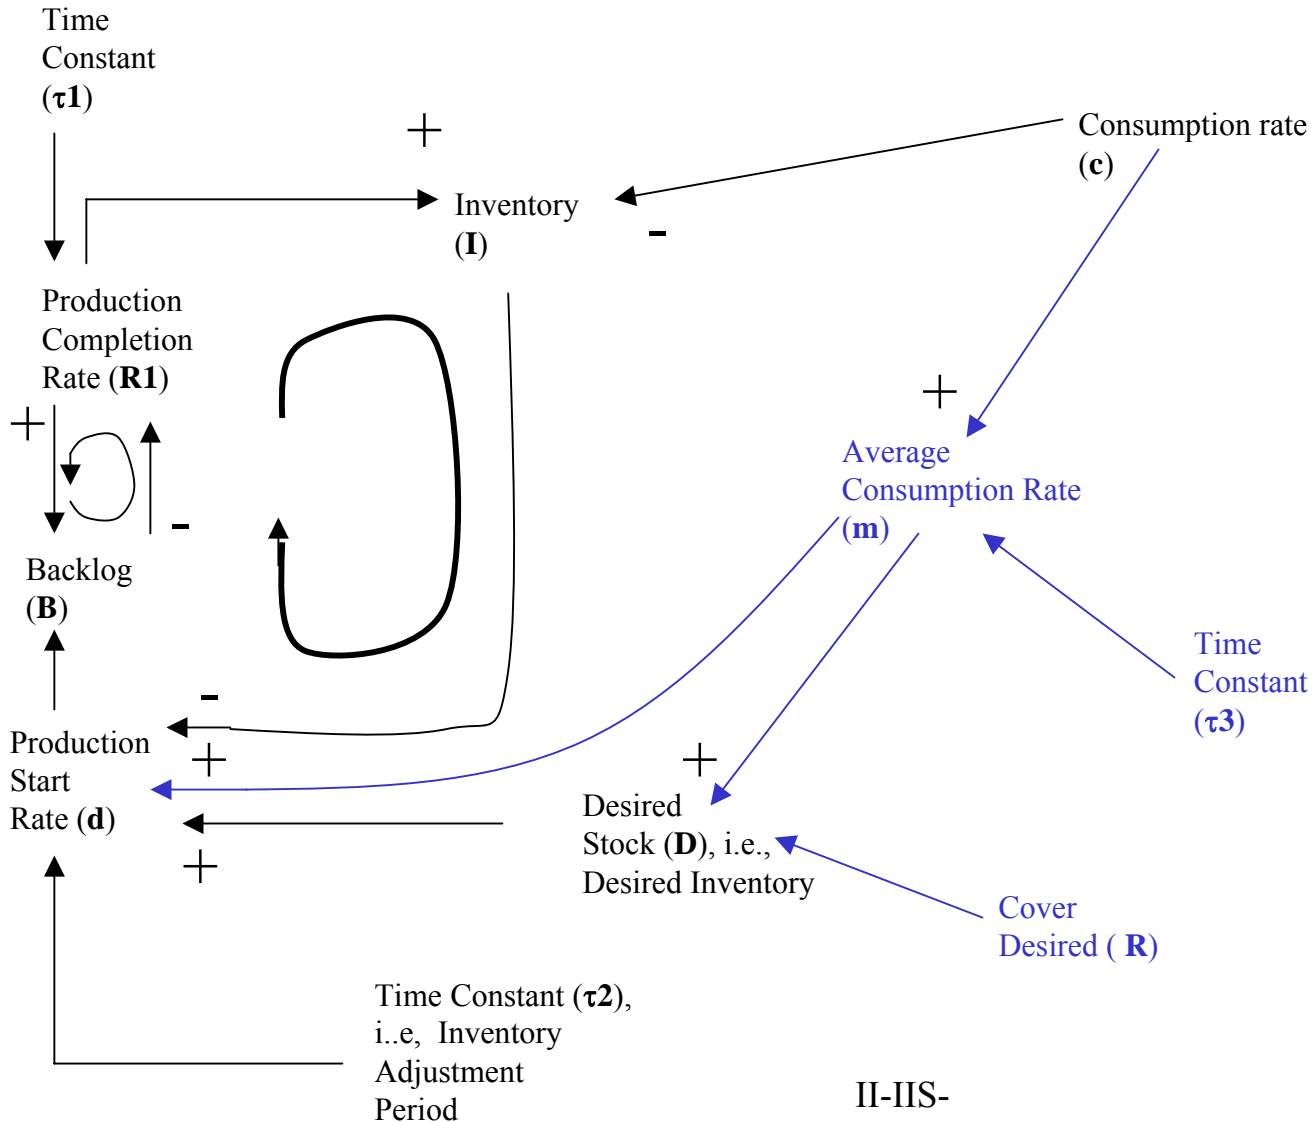 Time
Constant
(τ1)
+
Consumption rate
(c)
Inventory
(I)
-
Production
Completion
Rate (R1)
+
-
+
Average
Consumption Rate
(m)
Backlog
(B)
Time
Constant
(τ3)
-
Production
Start
Rate (d)
+
+
+
Desired
Stock (D), i.e.,
Desired Inventory
Cover
Desired ( R)
Time Constant (τ2),
i..e, Inventory
Adjustment
Period
II-IIS-